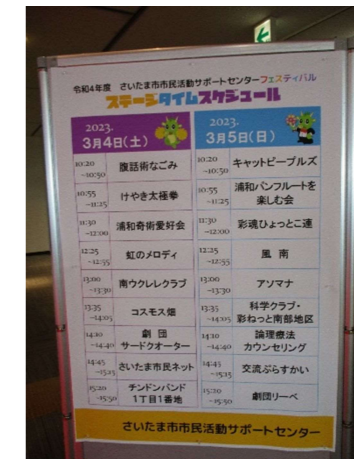 令和4年度 さいたま市市民活動サポートセンターフェスティバル
ステージタイムスケジュール
2023.
3月4日(土)
10:20
~10:50
腹話術なごみ
10:55
~11:25
けやき太極拳
11:30
~12:00
浦和奇術愛好会
12:25
~12:55
虹のメロディ
13:00
~13:30
南ウクレレクラブ
13:35
~14:05
コスモス畑
14:10
~14:40
劇団
サードクオーター
14:45
~15:15
さいたま市民ネット
15:20
~15:50
チンドンバンド
1丁目1番地
2023.
3月5日(日)
10:20
~10:50
キャットピープルズ
10:55
~11:25
浦和パンフルートを
楽しむ会
11:30
~12:00
彩魂ひょっとこ連
12:25
~12:55
風南
13:00
~13:30
アソマナ
13:35
~14:05
科学クラブ・
彩ねっと南部地区
14:10
~14:40
論理療法
カウンセリング
14:45
~15:15
交流ぷらすかい
15:20
~15:50
劇団リーベ
さいたま市市民活動サポートセンター